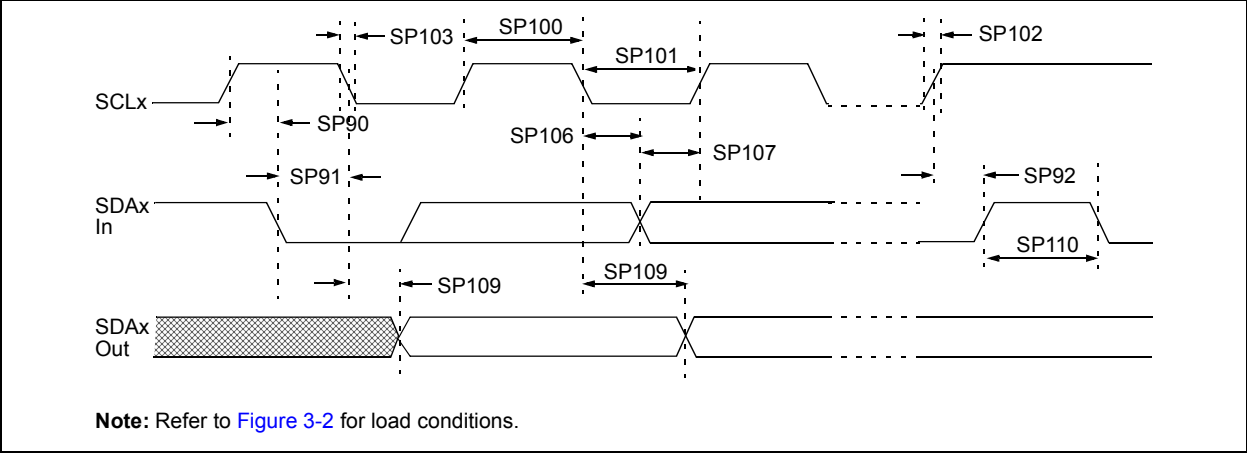 SP103
SP100
SP101
SP102
SCLx
SP90
SP106
SP107
SP91
SP92
SDAx
In
SP110
SP109
SP109
SDAx
Out
Note: Refer to Figure 3-2 for load conditions.